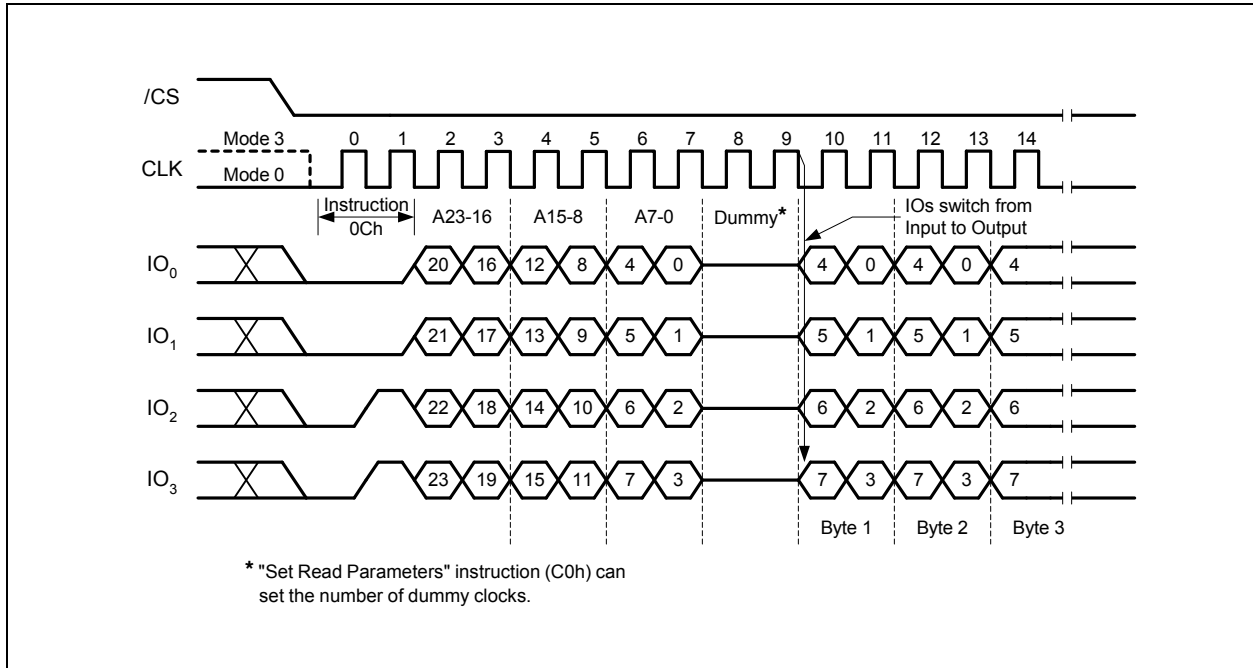 /CS
Mode 3 0 1 2 3 4 5 6 7 8 9 10 11 12 13 14
CLK
Mode 0
Instruction
0Ch
A23-16 A15-8 A7-0 Dummy*
IOs switch from
Input to Output
IO0 20 16 12 8 4 0 4 0 4 0 4
IO1 21 17 13 9 5 1 5 1 5 1 5
IO2 22 18 14 10 6 2 6 2 6 2 6
IO3 23 19 15 11 7 3 7 3 7 3 7
Byte 1 Byte 2 Byte 3
* "Set Read Parameters" instruction (C0h) can
set the number of dummy clocks.